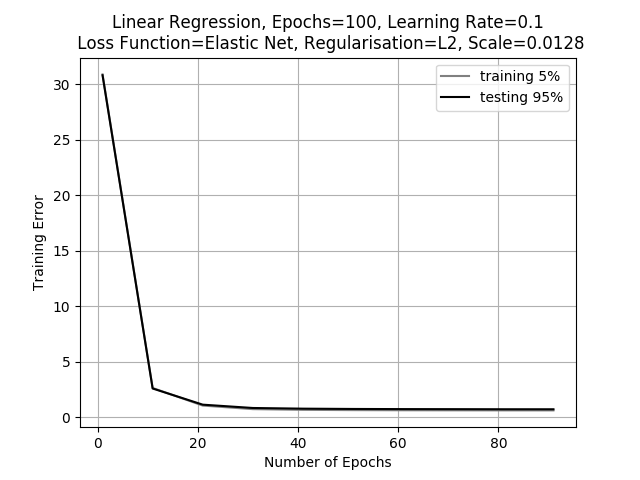 Linear Regression, Epochs=100, Learning Rate=0.1
Loss Function=Elastic Net, Regularisation=L2, Scale=0.0128
training 5%
testing 95%
Training Error
30
25
20
15
10
5
0
0 20 40 60 80
Number of Epochs